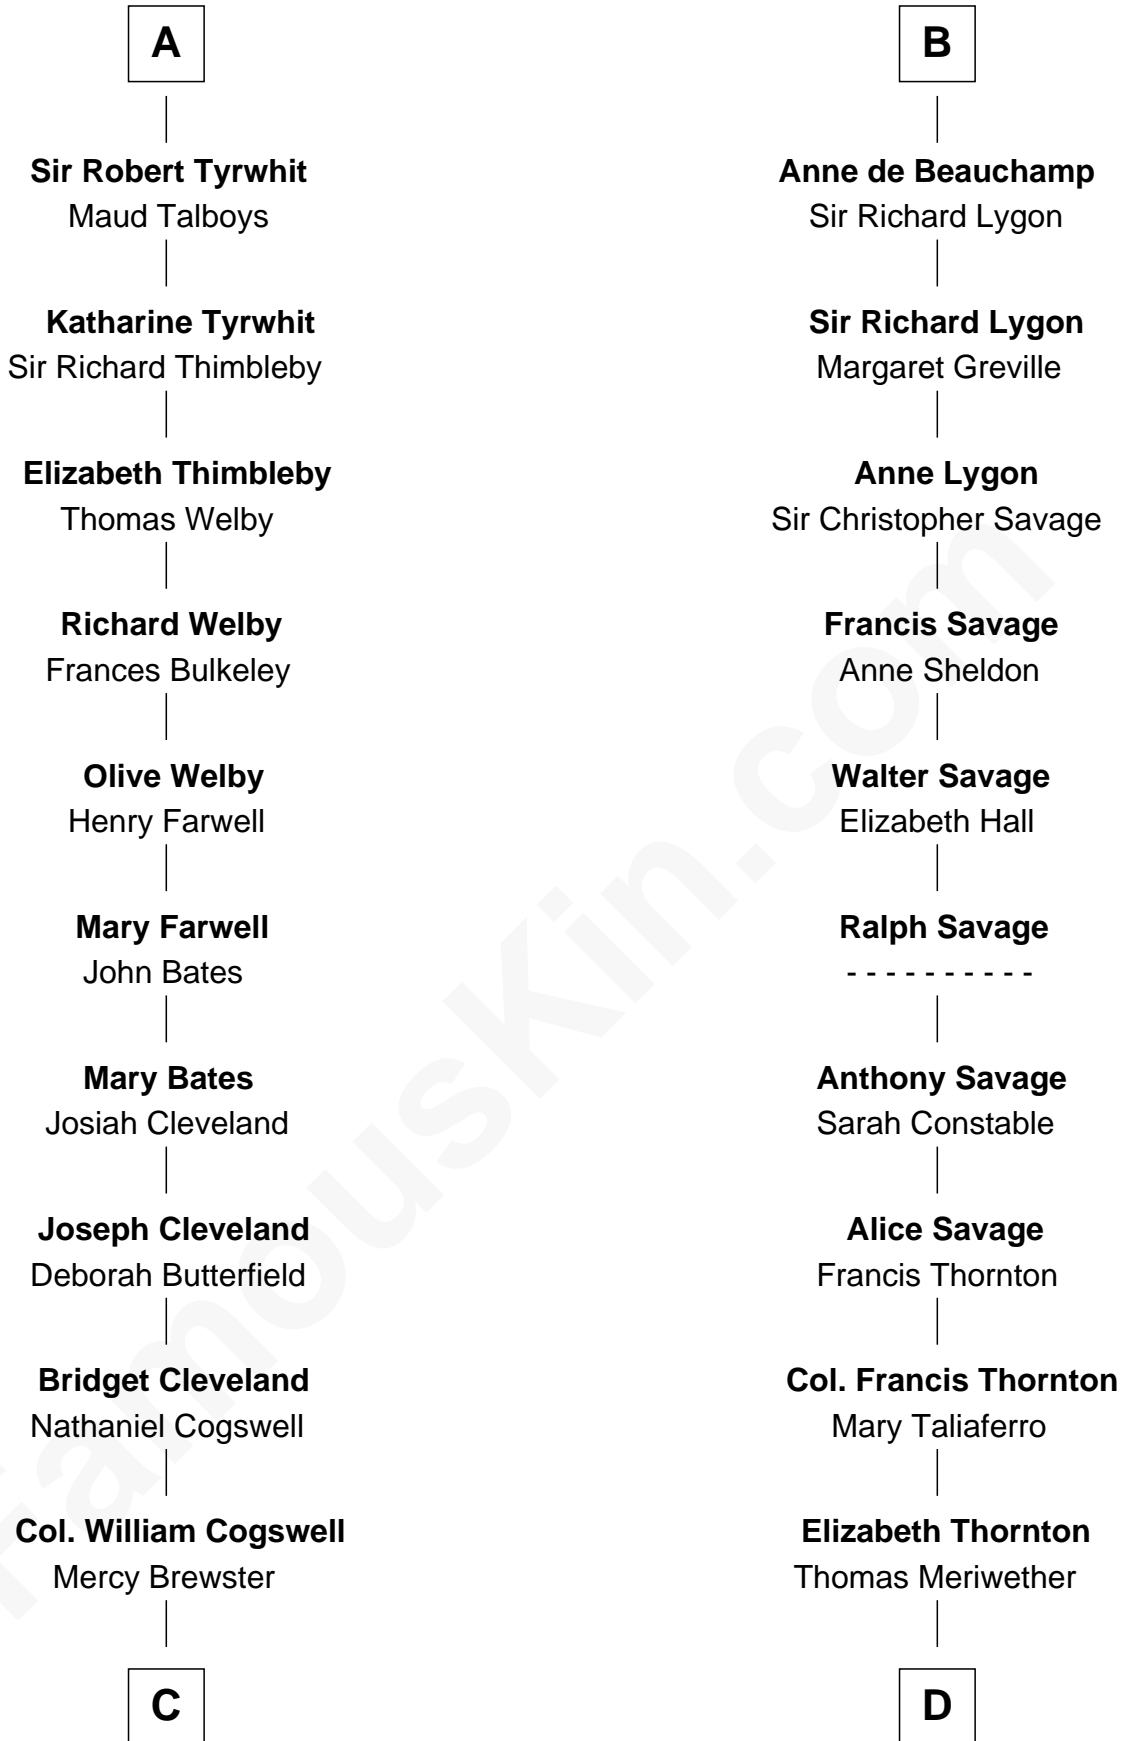 A
Sir Robert Tyrwhit
Maud Talboys
Katharine Tyrwhit
Sir Richard Thimbleby
Elizabeth Thimbleby
Thomas Welby
Richard Welby
Frances Bulkeley
Olive Welby
Henry Farwell
Mary Farwell
John Bates
Mary Bates
Josiah Cleveland
Joseph Cleveland
Deborah Butterfield
Bridget Cleveland
Nathaniel Cogswell
Col. William Cogswell
Mercy Brewster
C
B
Anne de Beauchamp
Sir Richard Lygon
Sir Richard Lygon
Margaret Greville
Anne Lygon
Sir Christopher Savage
Francis Savage
Anne Sheldon
Walter Savage
Elizabeth Hall
Ralph Savage
- - - - - - - - - -
Anthony Savage
Sarah Constable
Alice Savage
Francis Thornton
Col. Francis Thornton
Mary Taliaferro
Elizabeth Thornton
Thomas Meriwether
D
FamousKin.com